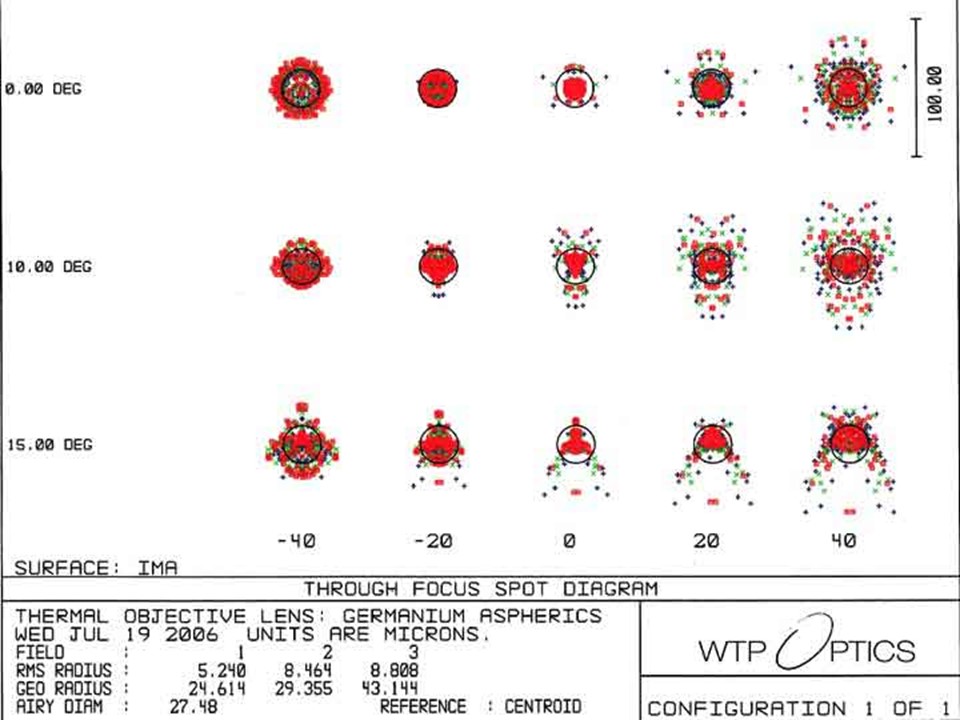 0.00 DEG
100.00
10.00 DEG
15.00 DEG
-40 -20 0 20 40
SURFACE: IMA
THROUGH FOCUS SPOT DIAGRAM
THERMAL OBJECTIVE LENS: GERMANIUM ASPHERICS
WED JUL 19 2006 UNITS ARE MICRONS.
FIELD : 1 2 3
RMS RADIUS : 5.240 8.464 8.808
GEO RADIUS : 24.614 29.355 43.144
AIRY DIAM : 27.48 REFERENCE : CENTROID
WTP OPTICS
CONFIGURATION 1 OF 1